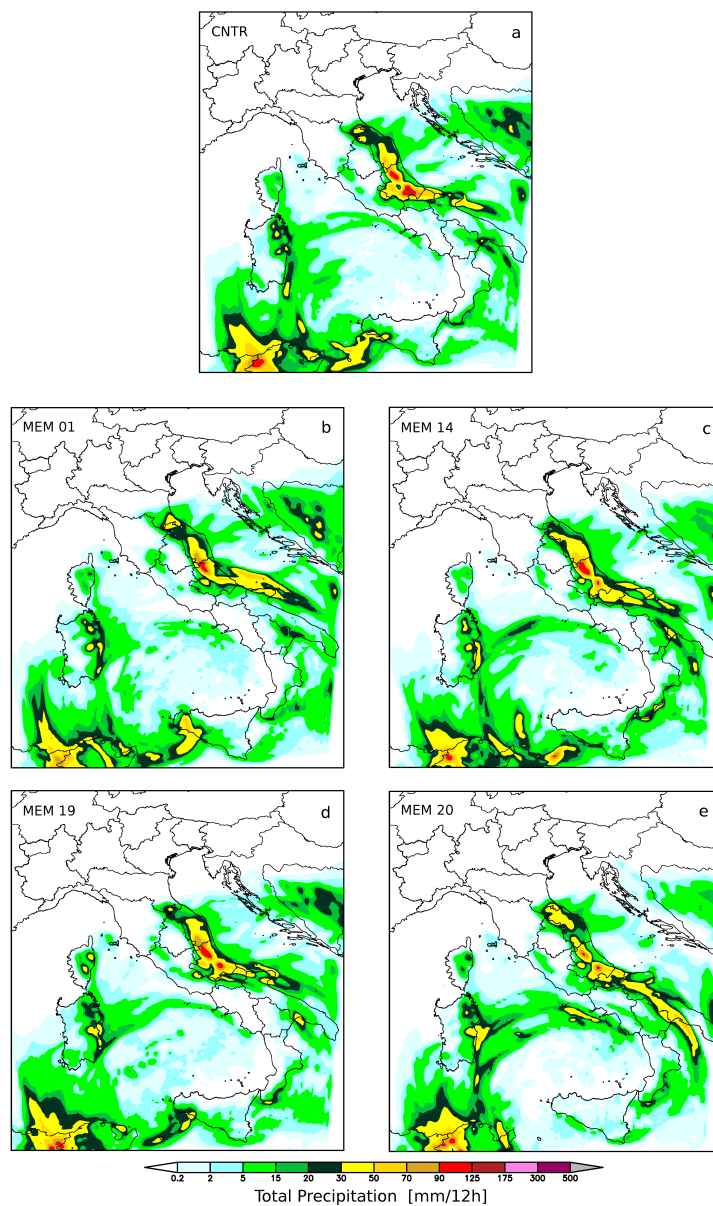 CNTR a
MEM 01 b
MEM 14 c
MEM 19 d
MEM 20 e
0.2 2 5 15 20 30 50 70 90 125 175 300 500
Total Precipitation [mm/12h]